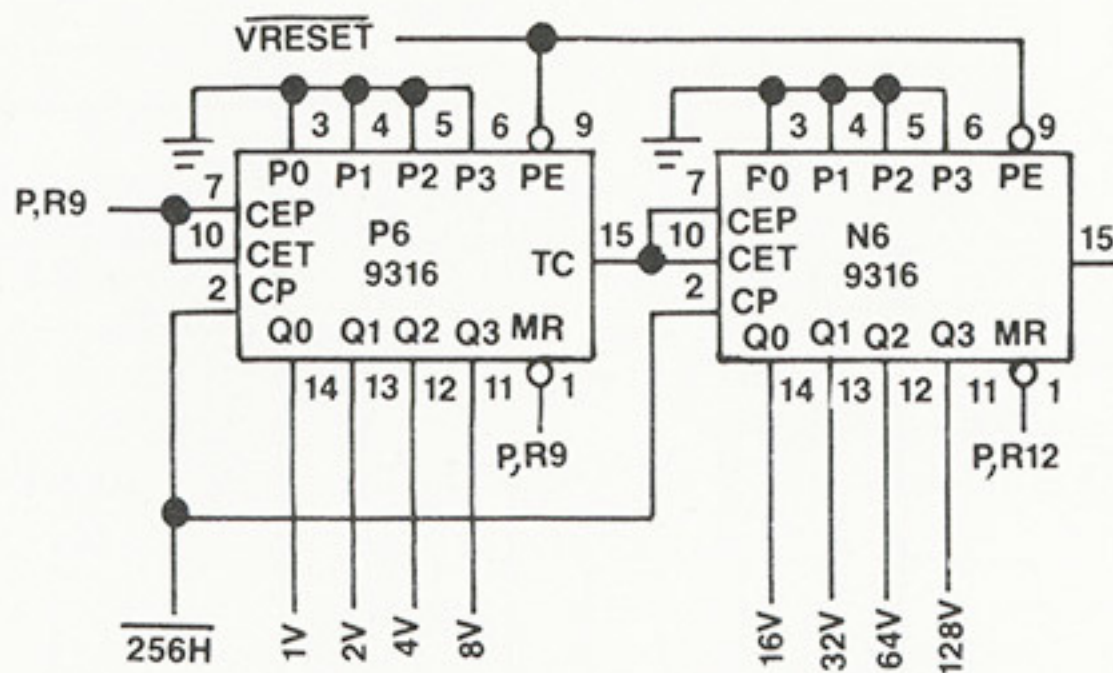 VRESET
3 4 5 6 9 3 4 5 6 9
P0 P1 P2 P3 PE P0 P1 P2 P3 PE
7 7
P,R9 CEP CEP
10 P6 15 10 N6 15
CET 9316 TC CET 9316
2 2
CP CP
Q0 Q1 Q2 Q3 MR Q0 Q1 Q2 Q3 MR
14 13 12 11 1 14 13 12 11 1
P,R9 P,R12
256H 1V 2V 4V 8V 16V 32V 64V 128V